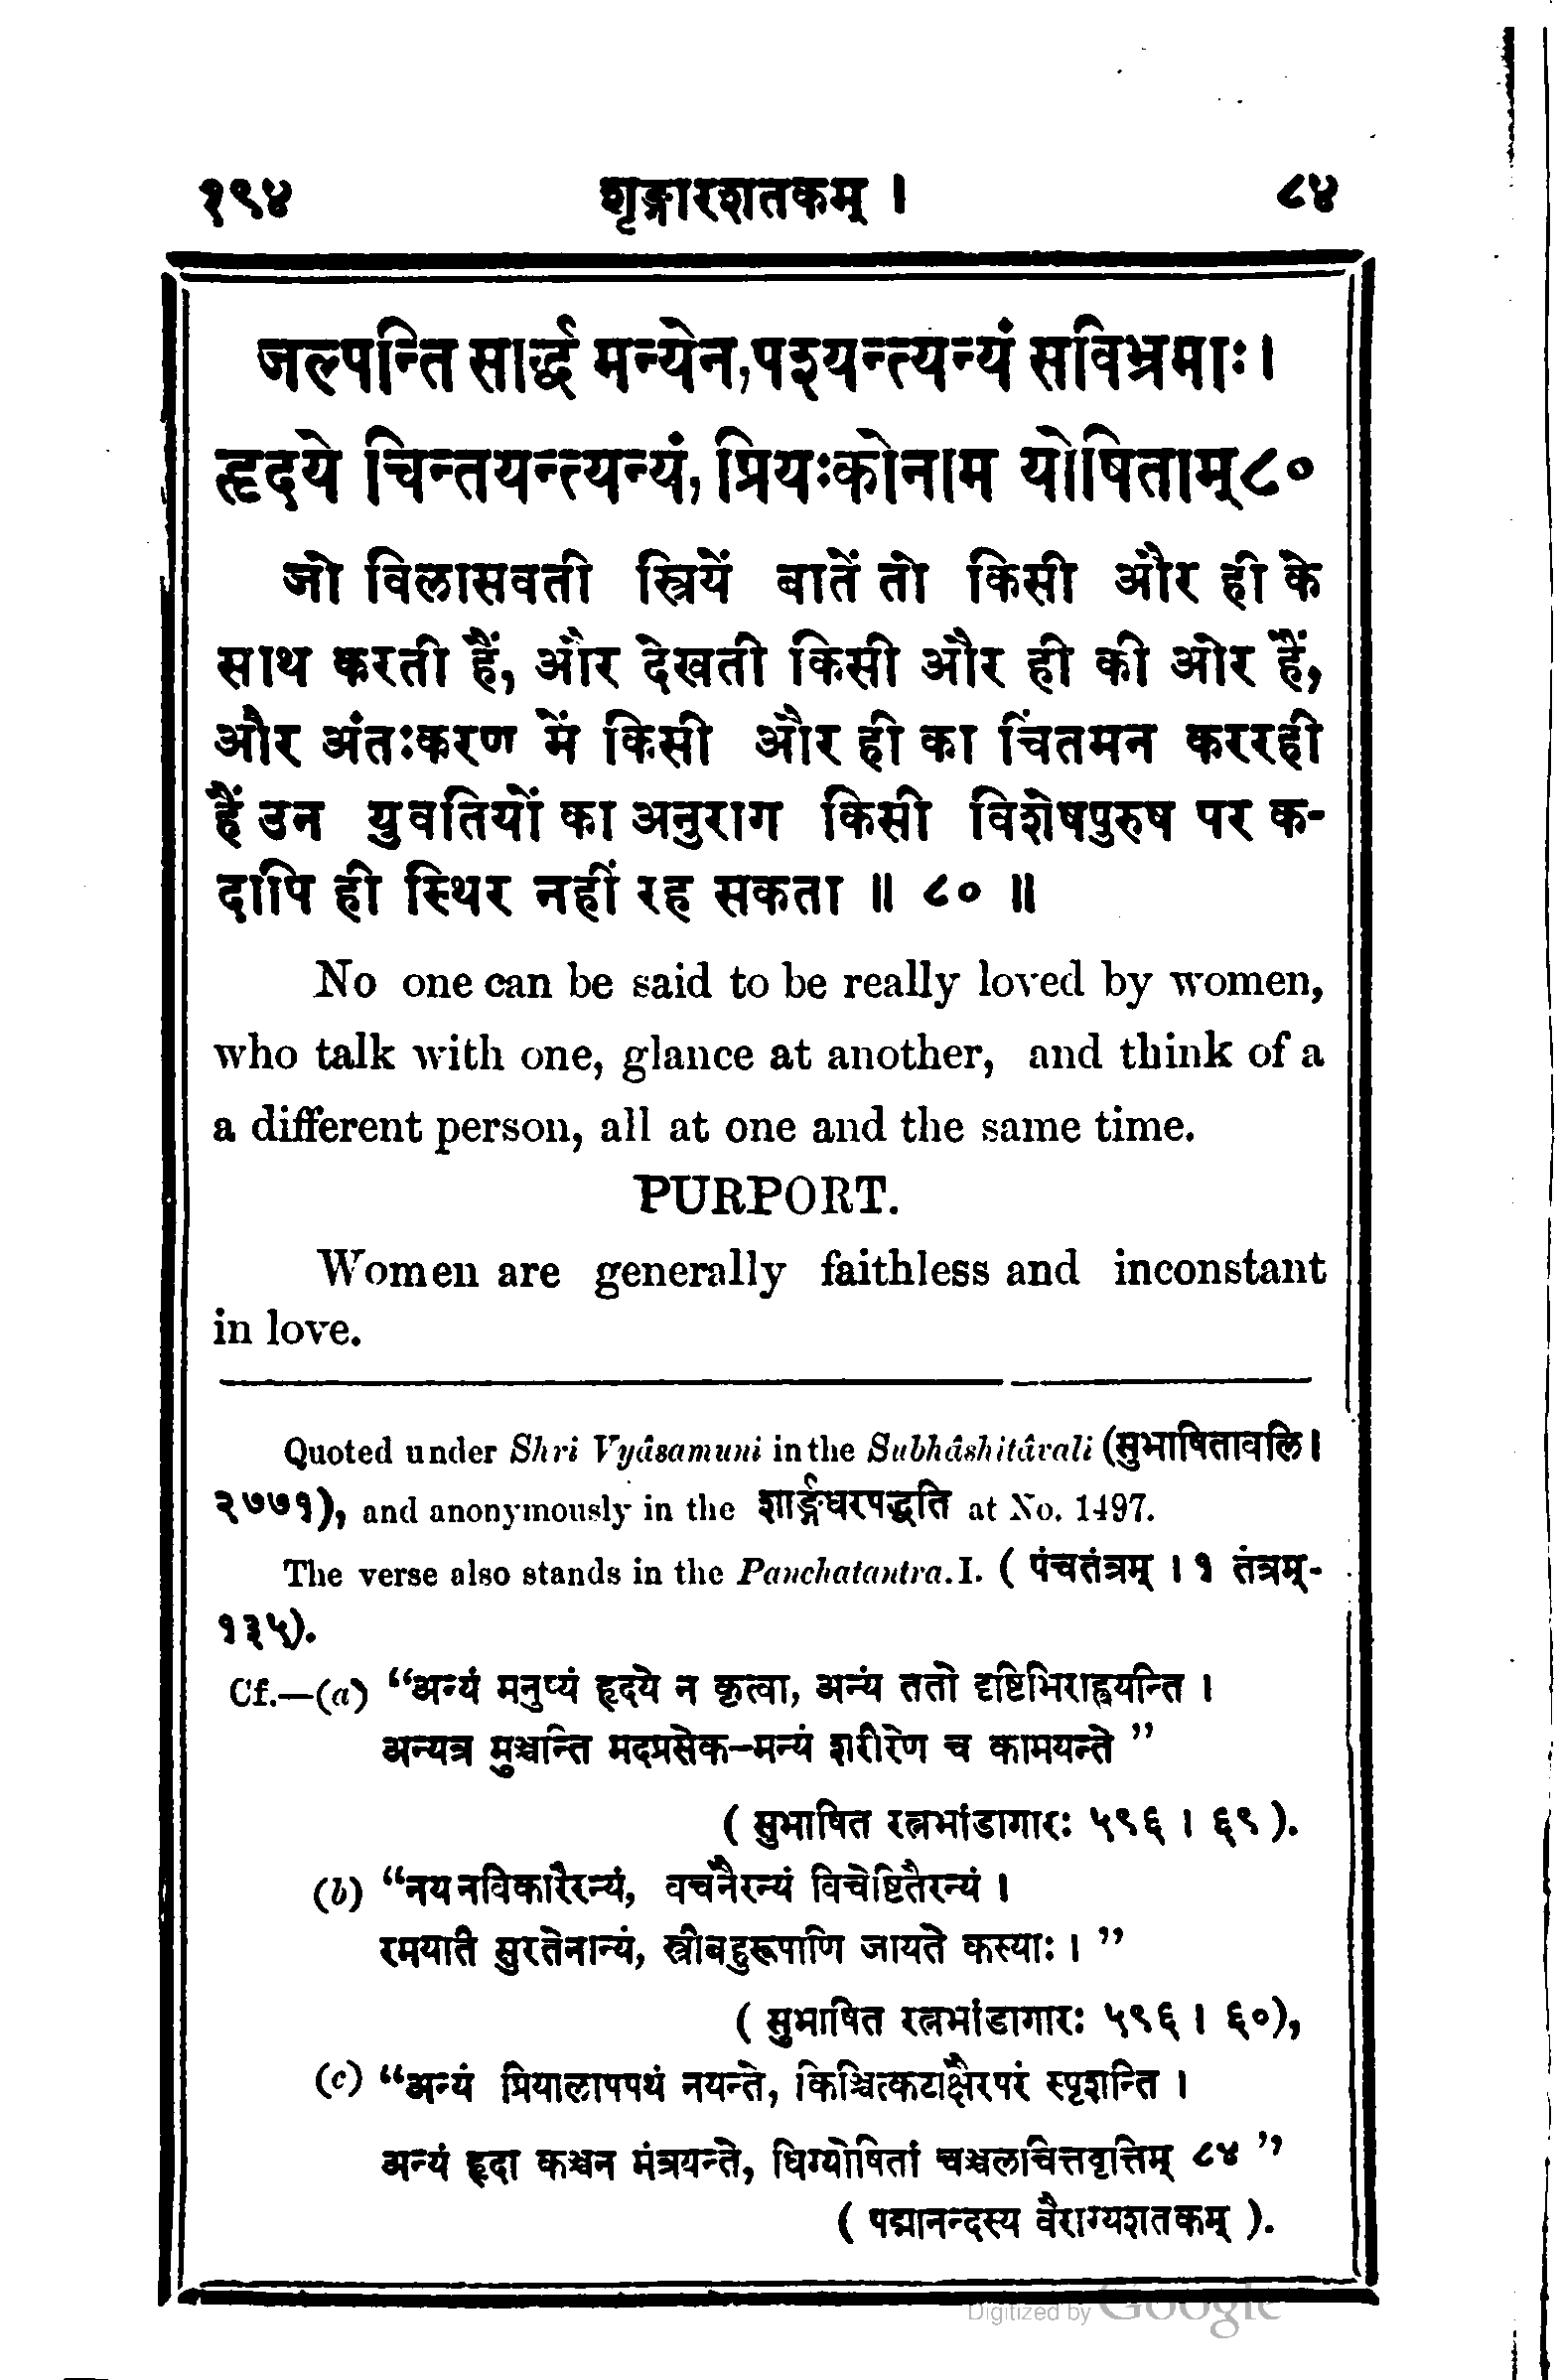 १९४ शृङ्गारशतकम् । ८४
जल्पन्ति सार्द्ध मन्येन,पश्यन्त्यन्यं सविभ्रमाः।
हृदये चिन्तयन्त्यन्यं, प्रियःकोनाम योषिताम्८०
जो विलासवती स्त्रियें बातें तो किसी और ही के
साथ करती हैं, और देखती किसी और ही की ओर हैं,
और अंतःकरण में किसी और ही का चिंतमन कररही
हैं उन युवतियों का अनुराग किसी विशेषपुरुष पर क-
दापि ही स्थिर नहीं रह सकता ॥ ८० ॥
No one can be said to be really loved by women,
who talk with one, glance at another, and think of a
a different person, all at one and the same time.
PURPORT.
Women are generally faithless and inconstant
in love.
Quoted under Shri Vyâsamuni in the Subhâshitâvali (सुभाषितावलि।
२७७१), and anonymously in the शार्ङ्गधरपद्धति at No. 1497.
The verse also stands in the Panchatantra.I. ( पंचतंत्रम् । १ तंत्रम्-
१३५).
Cf.—(a) “अन्यं मनुष्यं हृदये न कृत्वा, अन्यं ततो दृष्टिभिराह्वयन्ति ।
अन्यत्र मुञ्चन्ति मदप्रसेक—मन्यं शरीरेण च कामयन्ते ”
( सुभाषित रत्नभांडागारः ५९६ । ६९ ).
(b) “नयनविकारैरन्यं, वचनैरन्यं विचेष्टितैरन्यं ।
रमयाति सुरतेनान्यं, स्त्रीबहुरूपाणि जायते कस्याः । ”
( सुभाषित रत्नभांडागारः ५९६ । ६०),
(c) “अन्यं प्रियालापपथं नयन्ते, किञ्चित्कटाक्षैरपरं स्पृशन्ति ।
अन्यं हृदा कञ्चन मंत्रयन्ते, धिग्योषितां चञ्चलचित्तवृत्तिम् ८४ ”
( पद्मानन्दस्य वैराग्यशतकम् ).
Digitized by Google